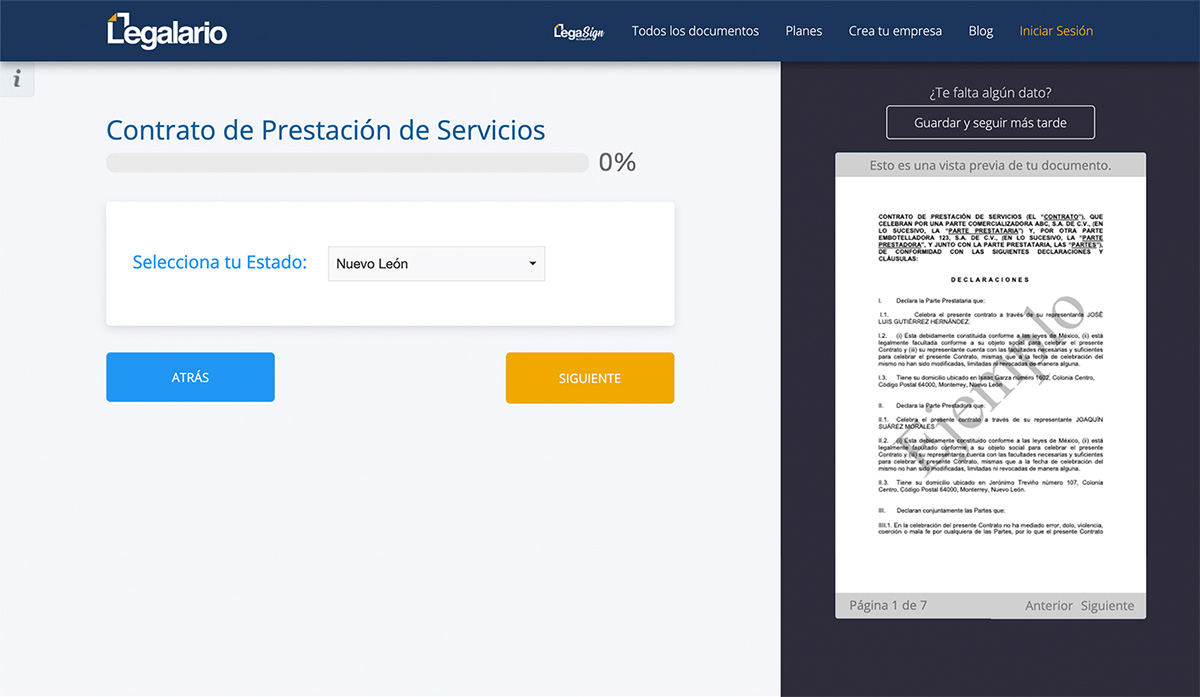 Legalario
LegaSign
Todos los documentos
Planes
Crea tu empresa
Blog
Iniciar Sesión
i
Contrato de Prestación de Servicios
0%
Selecciona tu Estado:
Nuevo León
ATRÁS
SIGUIENTE
¿Te falta algún dato?
Guardar y seguir más tarde
Esto es una vista previa de tu documento.
CONTRATO DE PRESTACIÓN DE SERVICIOS (EL “CONTRATO”), QUE
CELEBRAN POR UNA PARTE COMERCIALIZADORA ABC, S.A. DE C.V., (EN
LO SUCESIVO, LA “PARTE PRESTATARIA”) Y, POR OTRA PARTE
EMBOTELLADORA 123, S.A. DE C.V., (EN LO SUCESIVO, LA “PARTE
PRESTADORA”, Y JUNTO CON LA PARTE PRESTATARIA, LAS “PARTES”),
DE CONFORMIDAD CON LAS SIGUIENTES DECLARACIONES Y
CLÁUSULAS:
DECLARACIONES
I. Declara la Parte Prestataria que:
I.1. Celebra el presente contrato a través de su representante JOSÉ
LUIS GUTIÉRREZ HERNÁNDEZ.
I.2. (i) Esta debidamente constituida conforme a las leyes de México, (ii) está
legalmente facultada conforme a su objeto social para celebrar el presente
Contrato y (iii) su representante cuenta con las facultades necesarias y suficientes
para celebrar el presente Contrato, mismas que a la fecha de celebración del
mismo no han sido modificadas, limitadas ni revocadas de manera alguna.
I.3. Tiene su domicilio ubicado en Isaac Garza número 1602, Colonia Centro,
Código Postal 64000, Monterrey, Nuevo León.
II. Declara la Parte Prestadora que:
II.1. Celebra el presente contrato a través de su representante JOAQUÍN
SUÁREZ MORALES
II.2. (i) Esta debidamente constituido conforme a las leyes de México, (ii) está
legalmente facultado conforme a su objeto social para celebrar el presente
Contrato y (iii) su representante cuenta con las facultades necesarias y suficientes
para celebrar el presente Contrato, mismas que a la fecha de celebración del
mismo no han sido modificadas, limitadas ni revocadas de manera alguna.
II.3. Tiene su domicilio ubicado en Jerónimo Treviño número 107, Colonia
Centro, Código Postal 64000, Monterrey, Nuevo León.
III. Declaran conjuntamente las Partes que:
IIII.1. En la celebración del presente Contrato no ha mediado error, dolo, violencia,
coerción o mala fe por cualquiera de las Partes, por lo que el presente Contrato
Ejemplo
Página 1 de 7
Anterior Siguiente